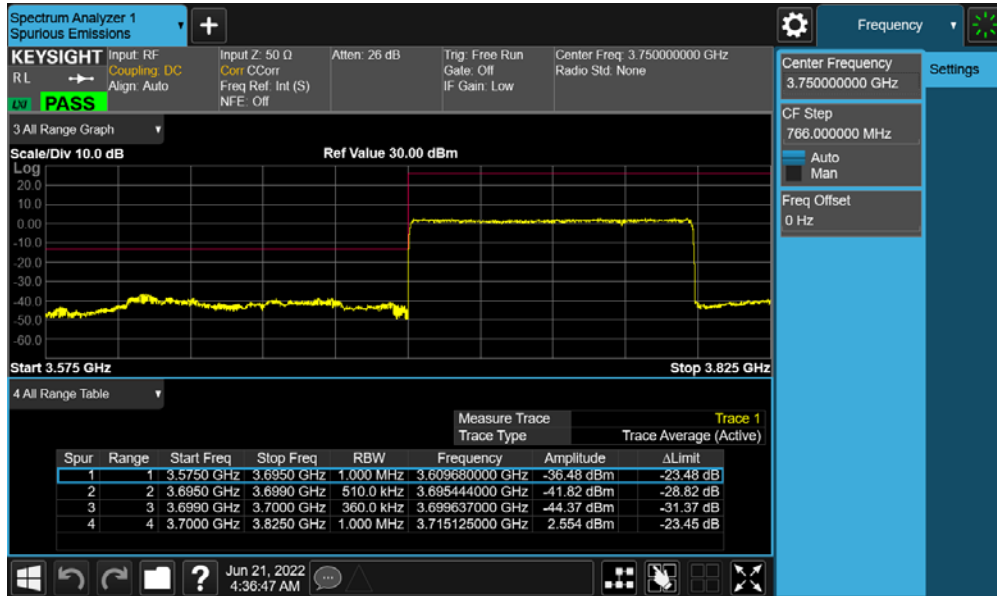 Spectrum Analyzer 1
Spurious Emissions
+
Frequency
KEYSIGHT
RL
LXI PASS
Input: RF
Coupling: DC
Align: Auto
Input Z: 50 Ω
Corr CCorr
Freq Ref: Int (S)
NFE: Off
Atten: 26 dB
Trig: Free Run
Gate: Off
IF Gain: Low
Center Freq: 3.750000000 GHz
Radio Std: None
Center Frequency
3.750000000 GHz
Settings
CF Step
766.000000 MHz
Auto
Man
Freq Offset
0 Hz
3 All Range Graph
Scale/Div 10.0 dB
Ref Value 30.00 dBm
Log
20.0
10.0
0.00
-10.0
-20.0
-30.0
-40.0
-50.0
-60.0
Start 3.575 GHz
Stop 3.825 GHz
4 All Range Table
Measure Trace Trace 1
Trace Type Trace Average (Active)
Spur Range Start Freq Stop Freq RBW Frequency Amplitude ΔLimit
1 1 3.5750 GHz 3.6950 GHz 1.000 MHz 3.609680000 GHz -36.48 dBm -23.48 dB
2 2 3.6950 GHz 3.6990 GHz 510.0 kHz 3.695444000 GHz -41.82 dBm -28.82 dB
3 3 3.6990 GHz 3.7000 GHz 360.0 kHz 3.699637000 GHz -44.37 dBm -31.37 dB
4 4 3.7000 GHz 3.8250 GHz 1.000 MHz 3.715125000 GHz 2.554 dBm -23.45 dB
?
Jun 21, 2022
4:36:47 AM